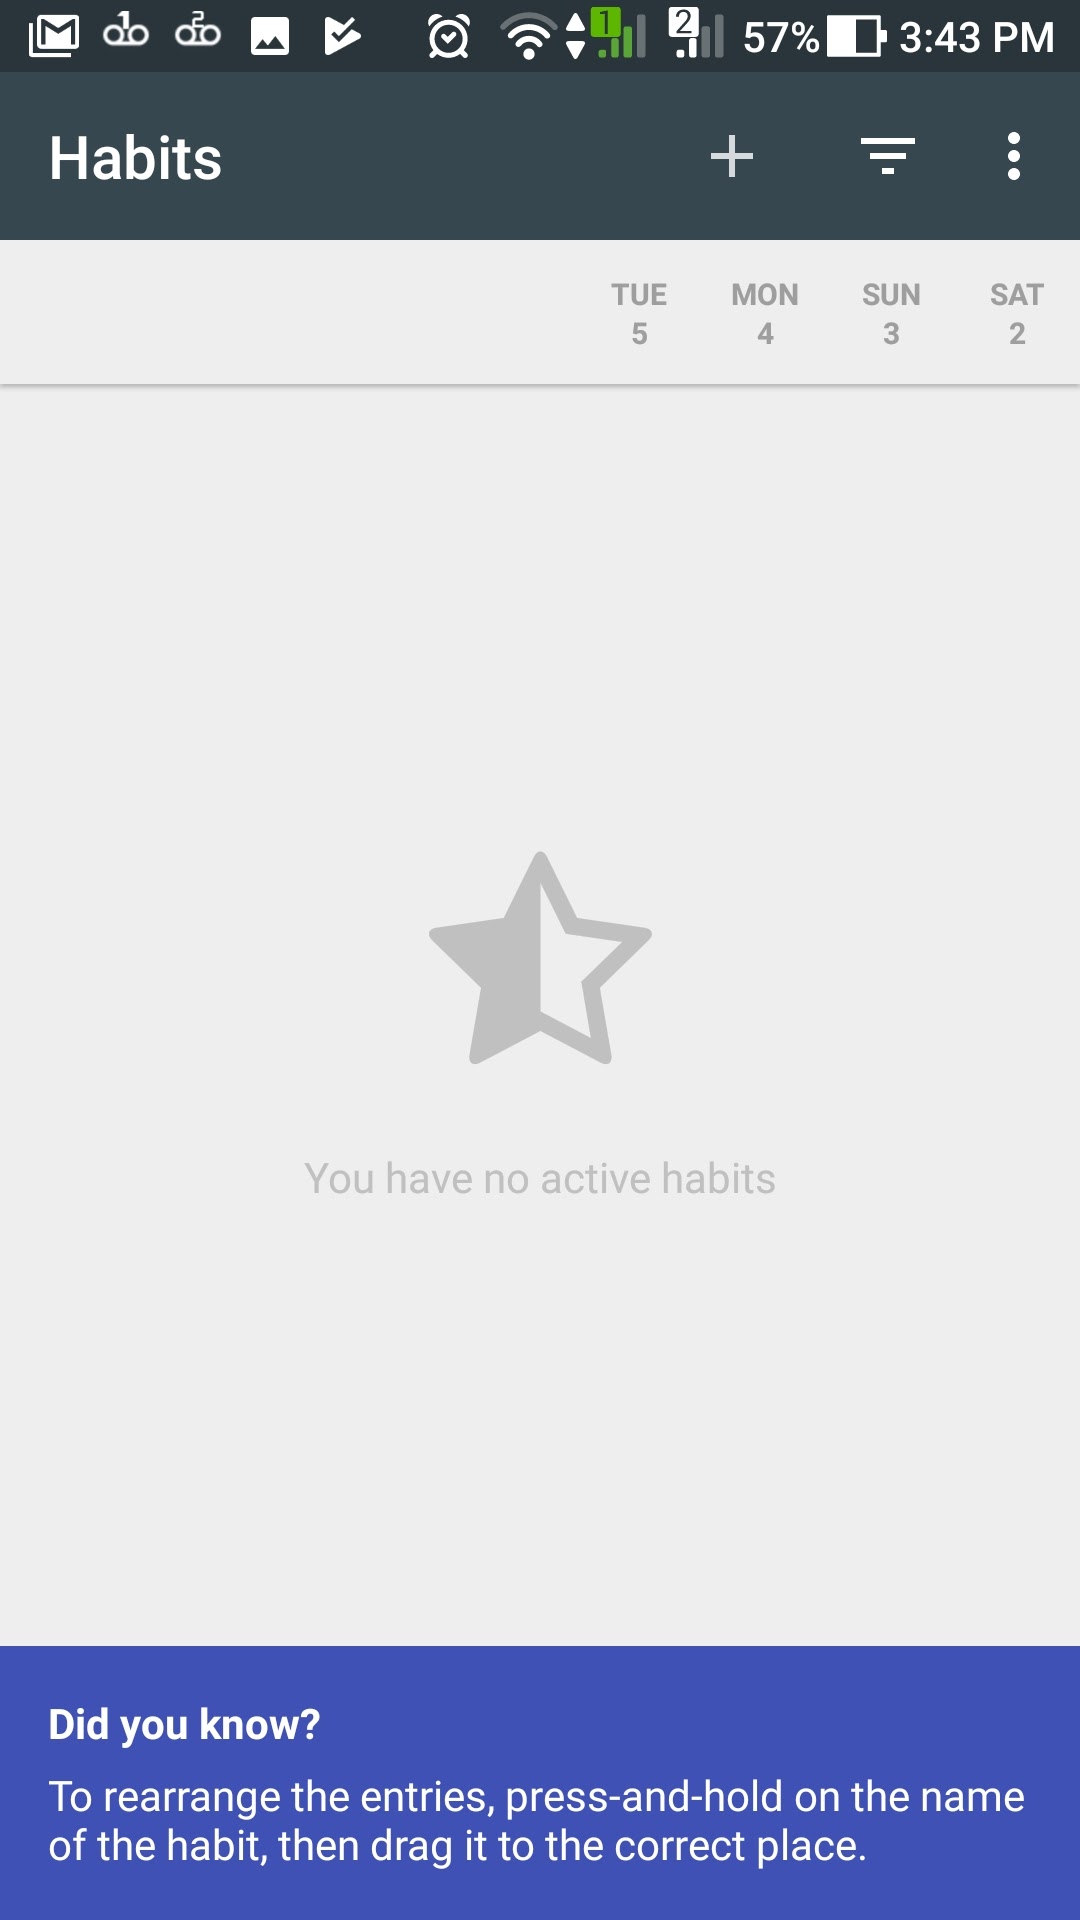 1 2 57% 3:43 PM
Habits
TUE MON SUN SAT
5 4 3 2
You have no active habits
Did you know?
To rearrange the entries, press-and-hold on the name
of the habit, then drag it to the correct place.